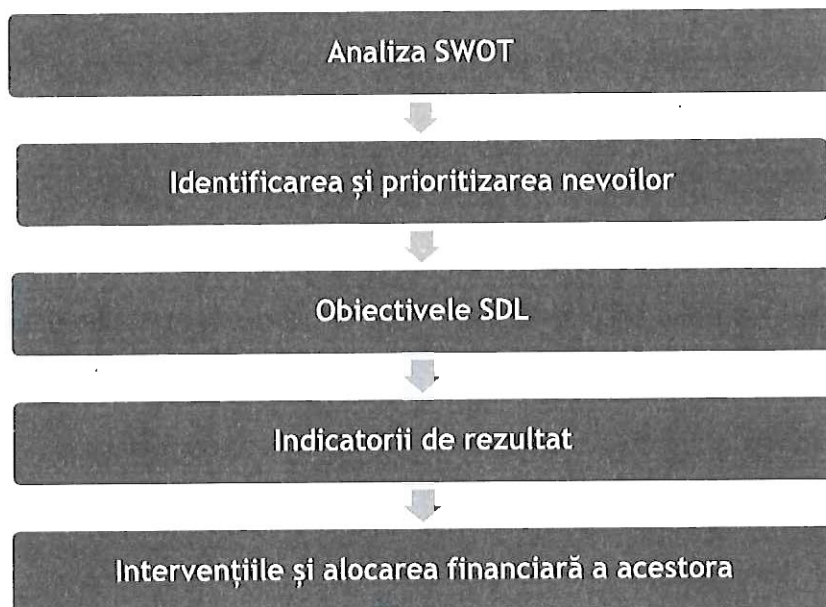 Analiza SWOT
Identificarea și prioritizarea nevoilor
Obiectivele SDL
Indicatorii de rezultat
Intervențiile și alocarea financiară a acestora